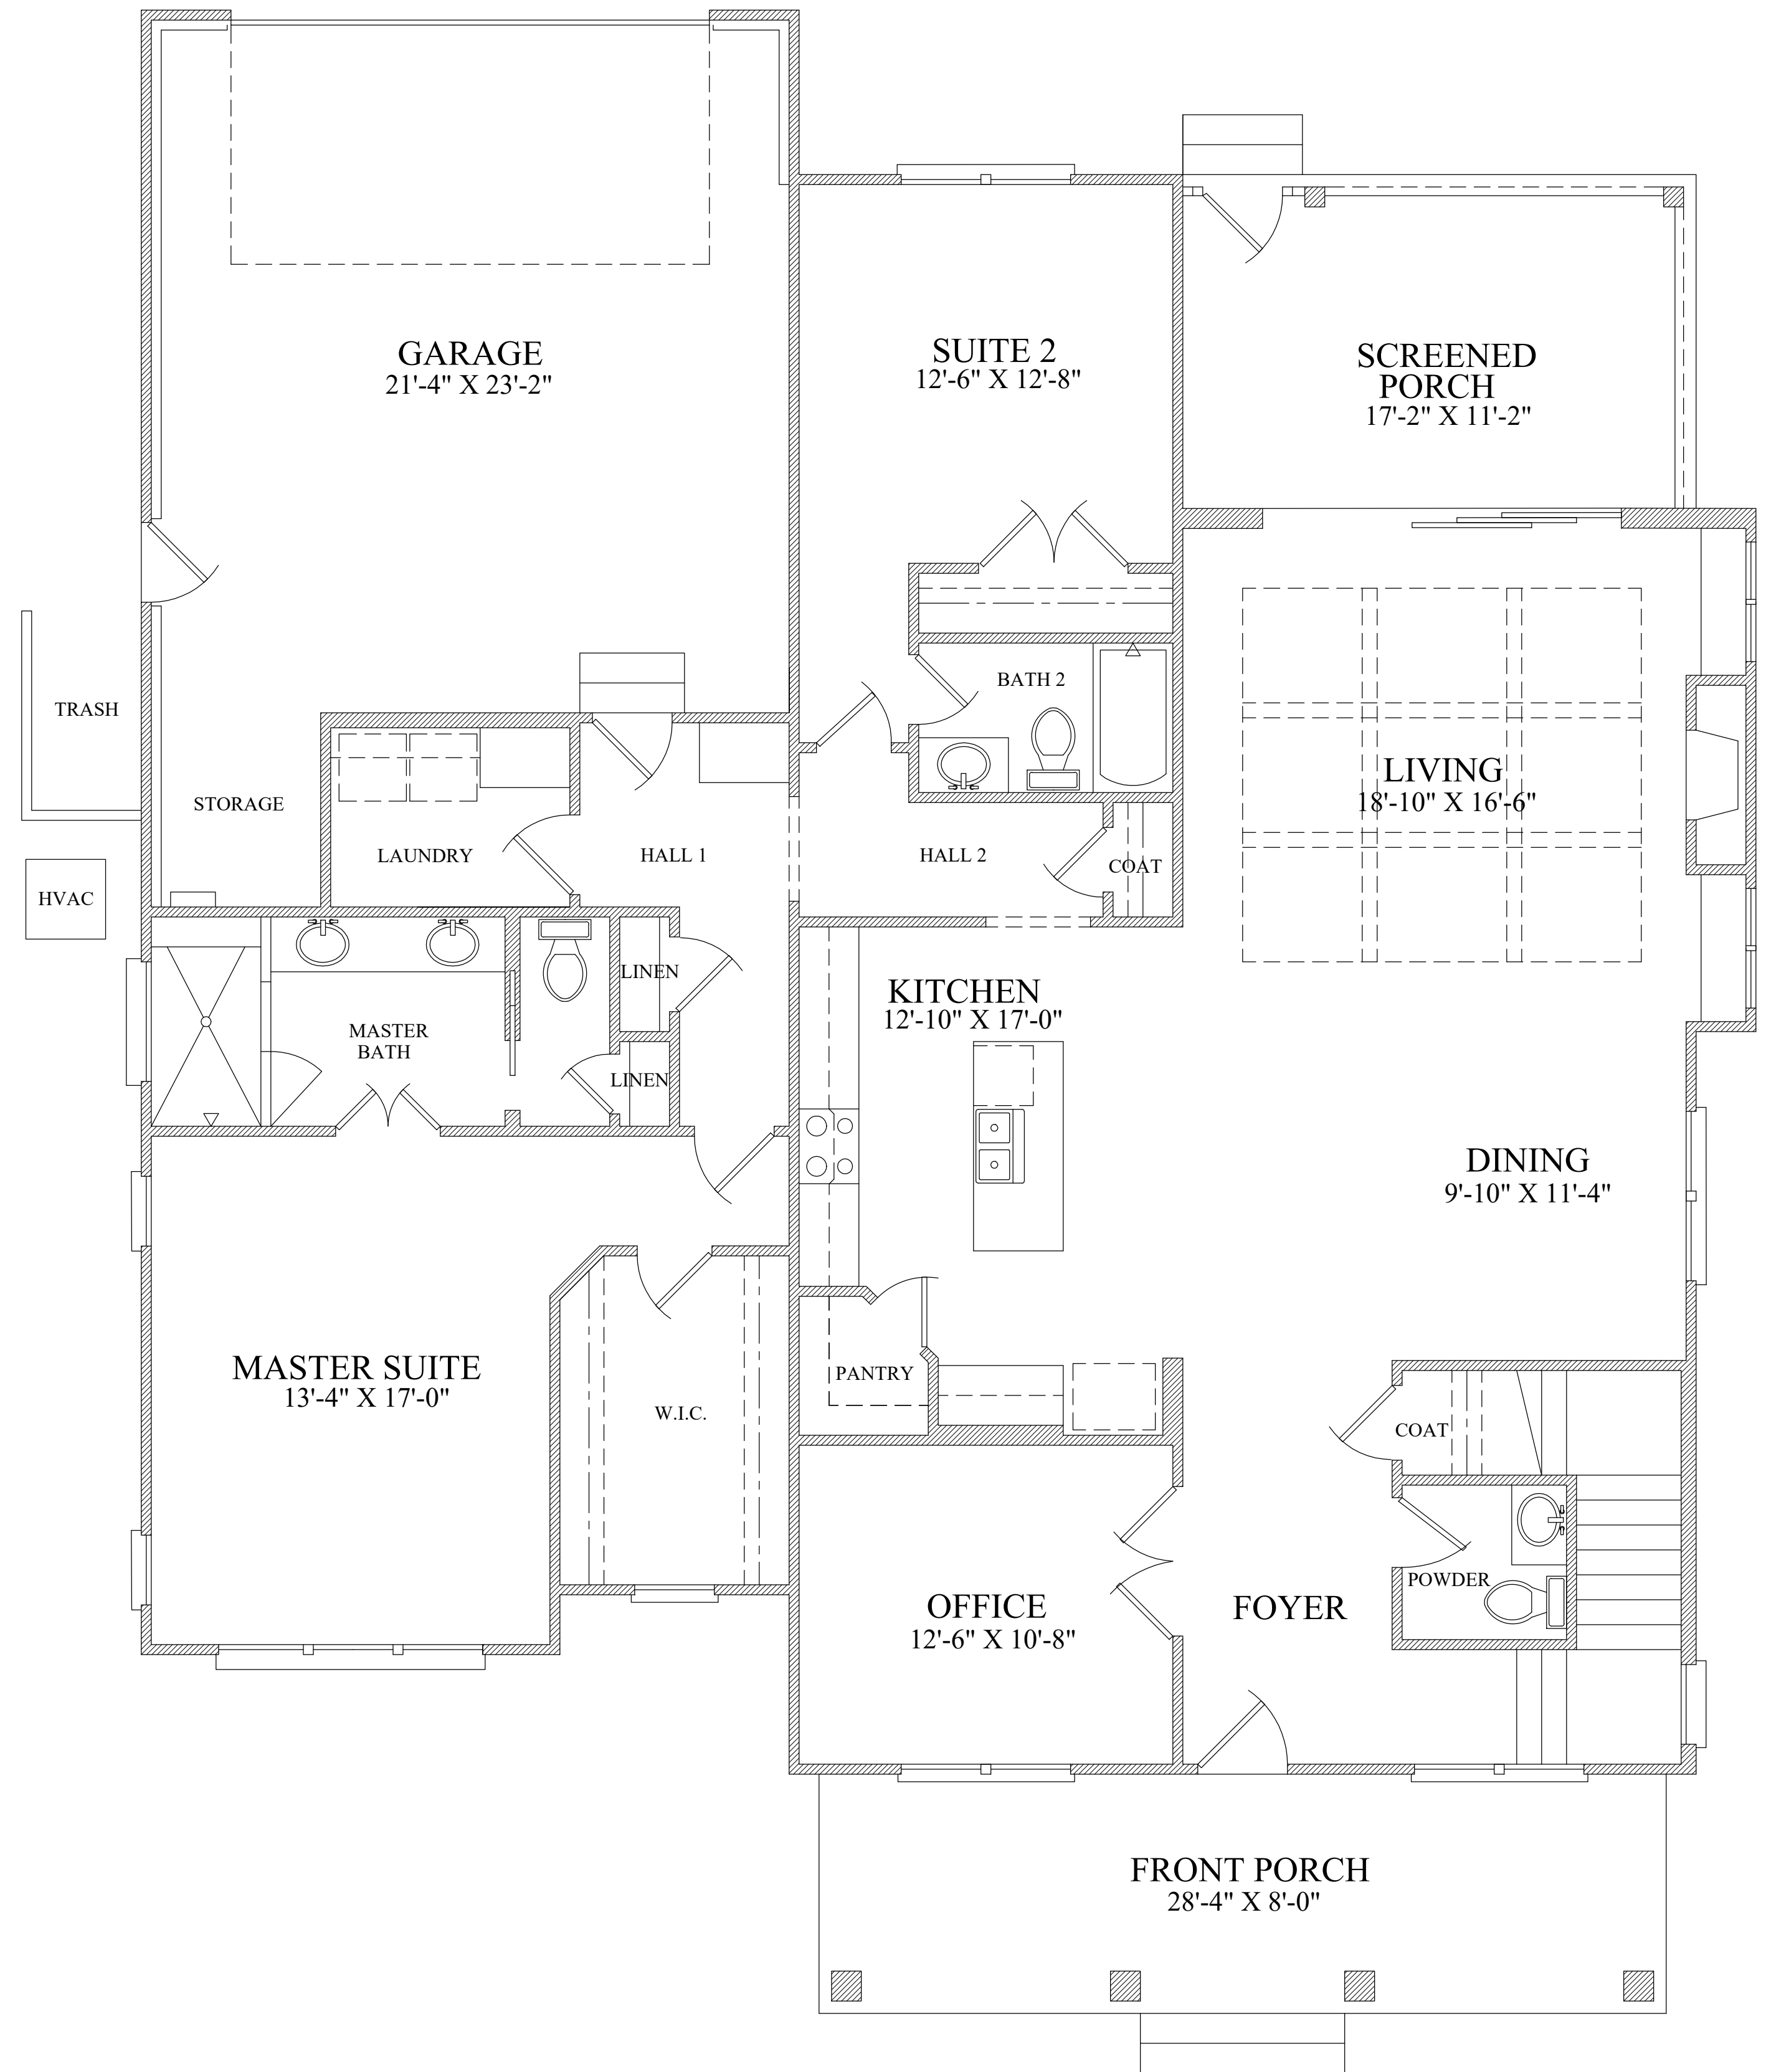 GARAGE
21'-4" X 23'-2"
SUITE 2
12'-6" X 12'-8"
SCREENED
PORCH
17'-2" X 11'-2"
TRASH
BATH 2
LIVING
18'-10" X 16'-6"
STORAGE
LAUNDRY
HALL 1
HALL 2
COAT
HVAC
LINEN
KITCHEN
12'-10" X 17'-0"
MASTER
BATH
LINEN
DINING
9'-10" X 11'-4"
MASTER SUITE
13'-4" X 17'-0"
PANTRY
W.I.C.
COAT
POWDER
OFFICE
12'-6" X 10'-8"
FOYER
FRONT PORCH
28'-4" X 8'-0"